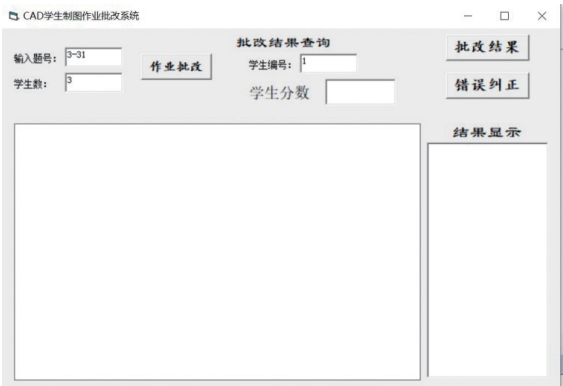 CAD学生制图作业批改系统
输入题号： 3-31
学生数： 3
作业批改
批改结果查询
学生编号： 1
学生分数
批改结果
错误纠正
结果显示